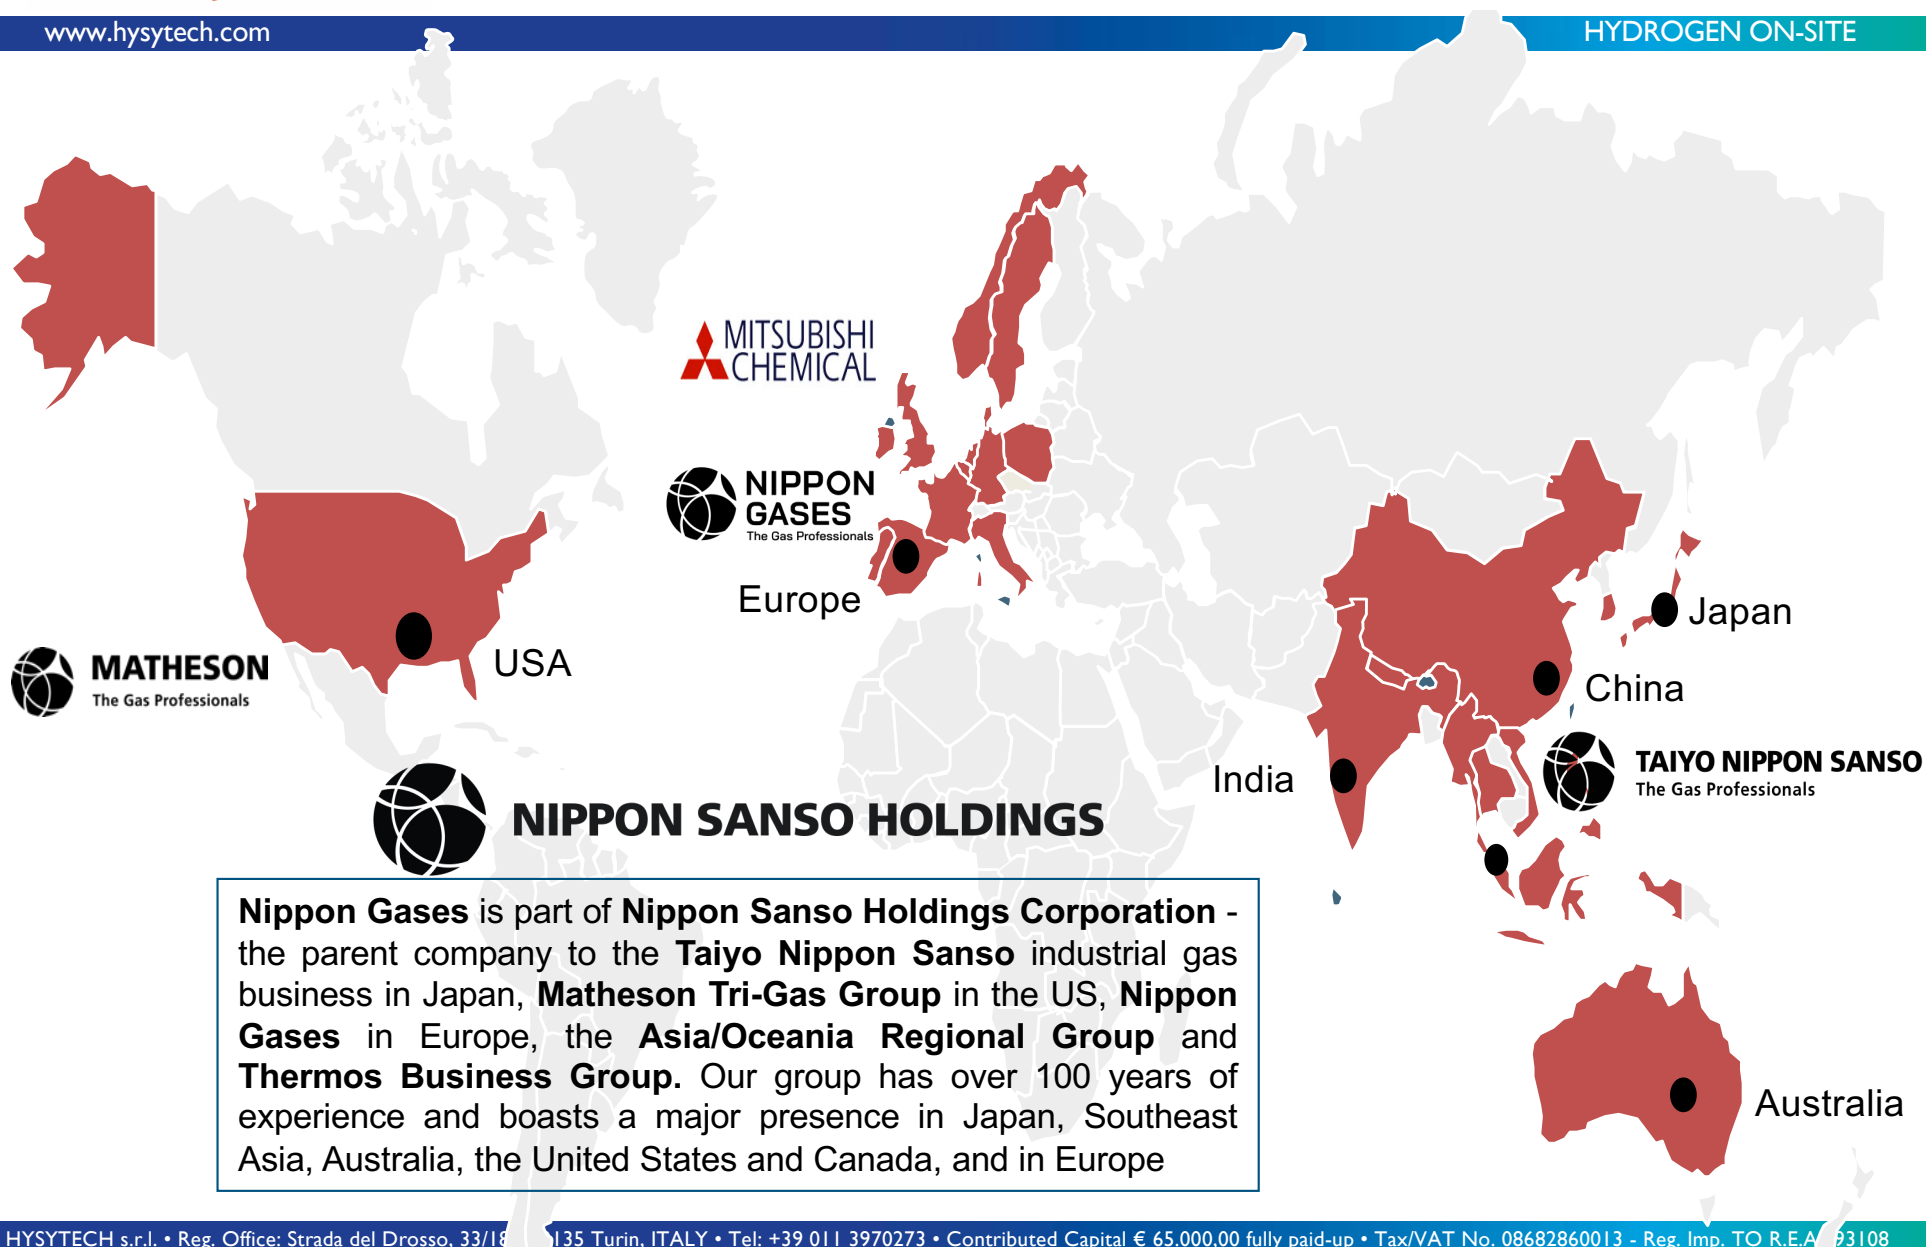 www.hysytech.com
HYDROGEN ON-SITE
MITSUBISHI
CHEMICAL
NIPPON
GASES
The Gas Professionals
Europe
Japan
USA
MATHESON
The Gas Professionals
China
India
TAIYO NIPPON SANSO
The Gas Professionals
NIPPON SANSO HOLDINGS
Nippon Gases is part of Nippon Sanso Holdings Corporation -
the parent company to the Taiyo Nippon Sanso industrial gas
business in Japan, Matheson Tri-Gas Group in the US, Nippon
Gases in Europe, the Asia/Oceania Regional Group and
Thermos Business Group. Our group has over 100 years of
experience and boasts a major presence in Japan, Southeast
Asia, Australia, the United States and Canada, and in Europe
Australia
HYSYTECH s.r.l. • Reg. Office: Strada del Drosso, 33/18 135 Turin, ITALY • Tel: +39 011 3970273 • Contributed Capital € 65.000,00 fully paid-up • Tax/VAT No. 08682860013 - Reg. Imp. TO R.E.A 93108